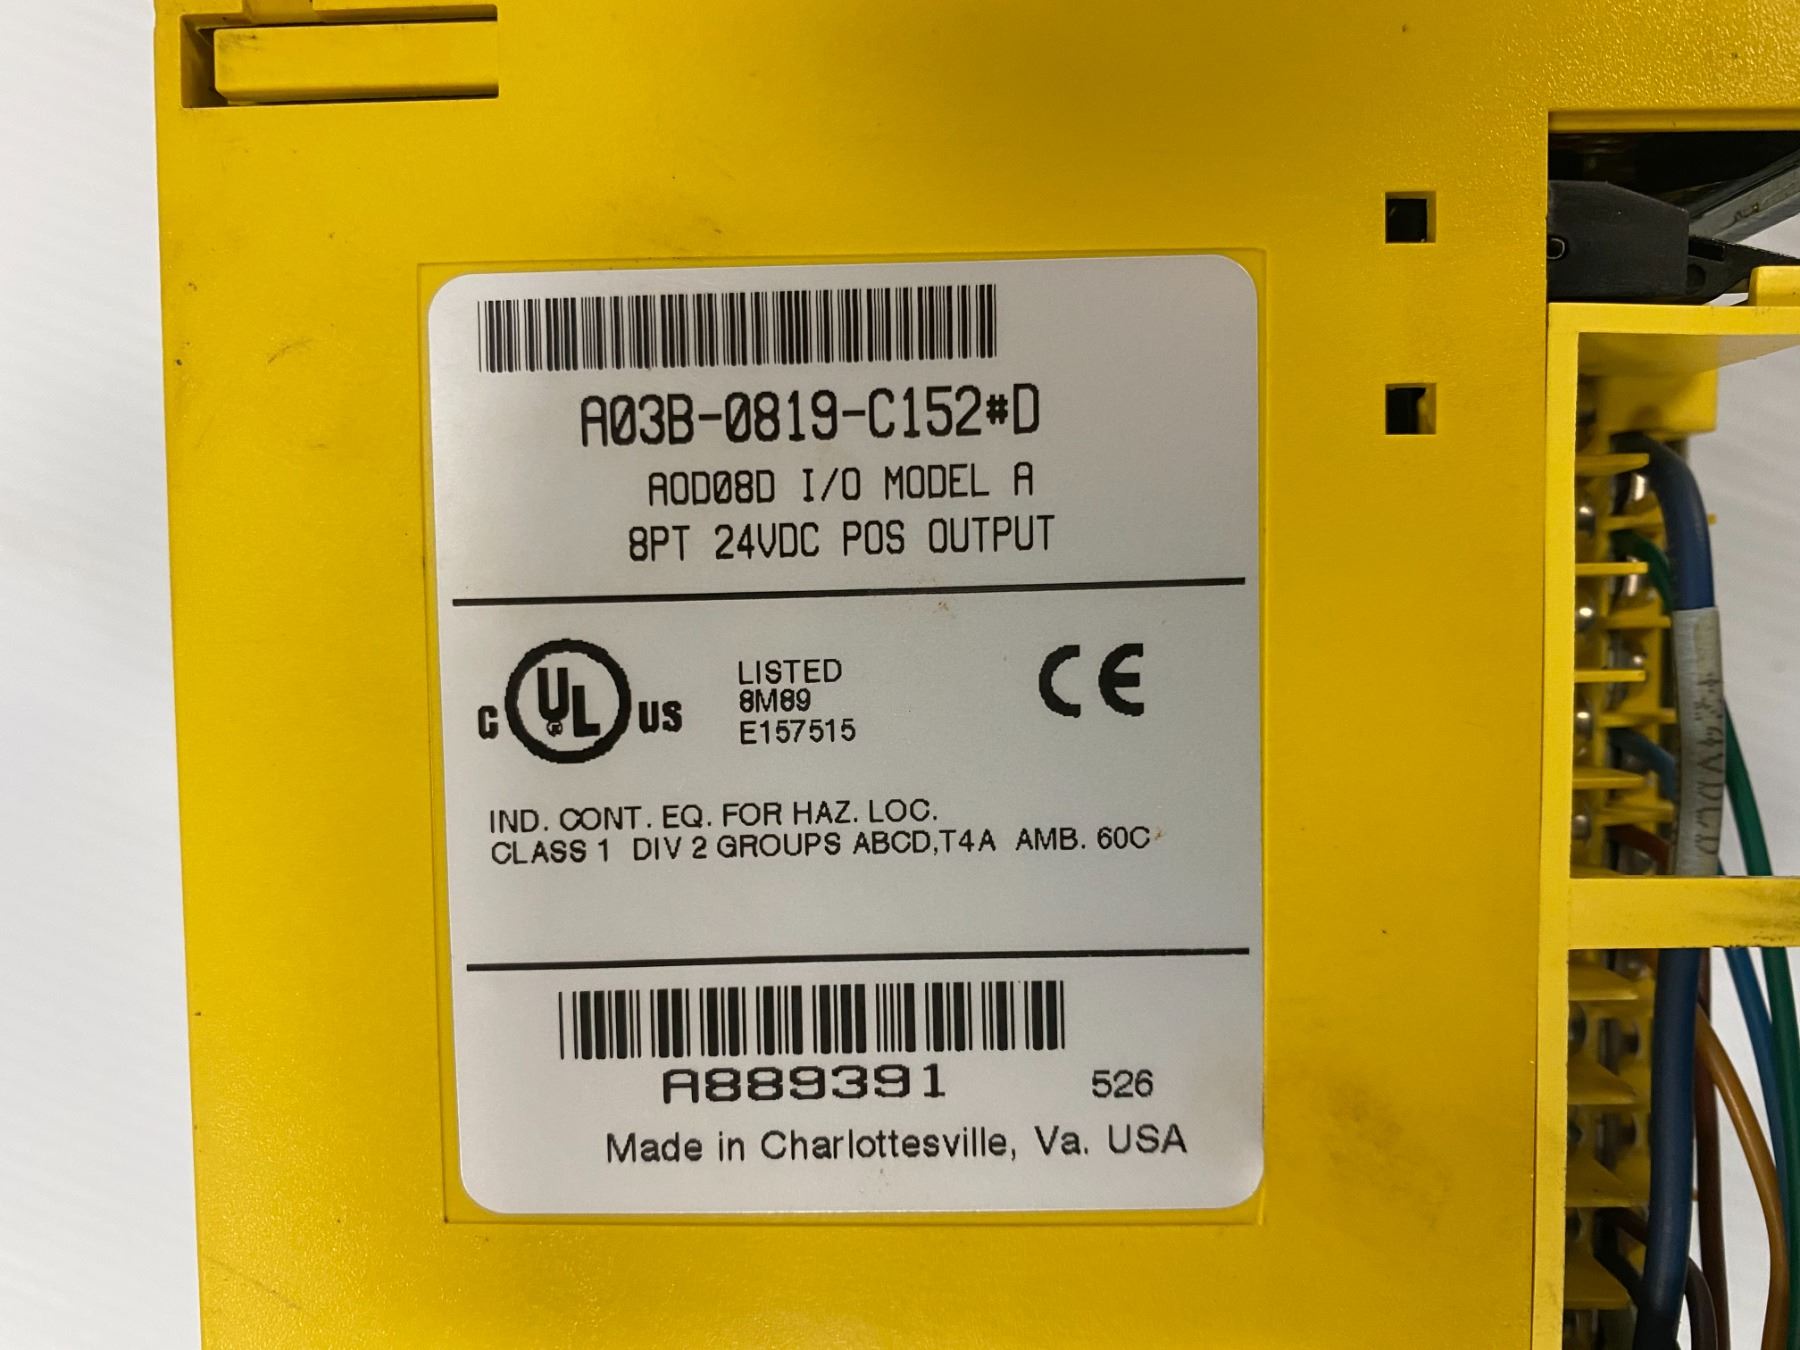 A03B-0819-C152#D
AOD08D I/O MODEL A
8PT 24VDC POS OUTPUT
C UL® US
LISTED
8M89
E157515
CE
IND. CONT. EQ. FOR HAZ. LOC.
CLASS 1 DIV 2 GROUPS ABCD,T4A AMB. 60C
A889391 526
Made in Charlottesville, Va. USA